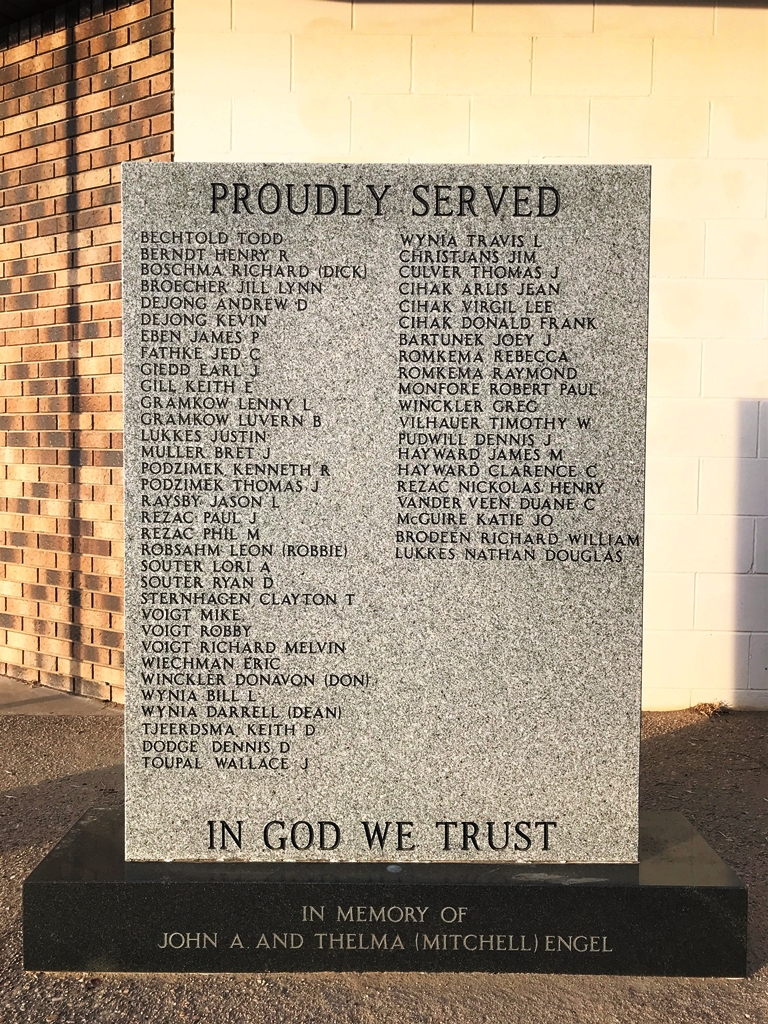 PROUDLY SERVED
BECHTOLD TODD
BERNDT HENRY R
BOSCHMA RICHARD (DICK)
BROECHER JILL LYNN
DEJONG ANDREW D
DEJONG KEVIN
EBEN JAMES P
FATHKE JED C
GIEDD EARL J
GILL KEITH E
GRAMKOW LENNY L
GRAMKOW LUVERN B
LUKKES JUSTIN
MULLER BRET J
PODZIMEK KENNETH R
PODZIMEK THOMAS J
RAYSBY JASON L
REZAC PAUL J
REZAC PHIL M
ROBSAHM LEON (ROBBIE)
SOUTER LORI A
SOUTER RYAN D
STERNHAGEN CLAYTON T
VOIGT MIKE
VOIGT ROBBY
VOIGT RICHARD MELVIN
WIECHMAN ERIC
WINCKLER DONAVON (DON)
WYNIA BILL L
WYNIA DARRELL (DEAN)
TJEERDSMA KEITH D
DODGE DENNIS D
TOUPAL WALLACE J
WYNIA TRAVIS L
CHRISTJANS JIM
CULVER THOMAS J
CIHAK ARLIS JEAN
CIHAK VIRGIL LEE
CIHAK DONALD FRANK
BARTUNEK JOEY J
ROMKEMA REBECCA
ROMKEMA RAYMOND
MONFORE ROBERT PAUL
WINCKLER GREG
VILHAUER TIMOTHY W
PUDWILL DENNIS J
HAYWARD JAMES M
HAYWARD CLARENCE C
REZAC NICKOLAS HENRY
VANDER VEEN DUANE C
McGUIRE KATIE JO
BRODEEN RICHARD WILLIAM
LUKKES NATHAN DOUGLAS
IN GOD WE TRUST
IN MEMORY OF
JOHN A. AND THELMA (MITCHELL) ENGEL